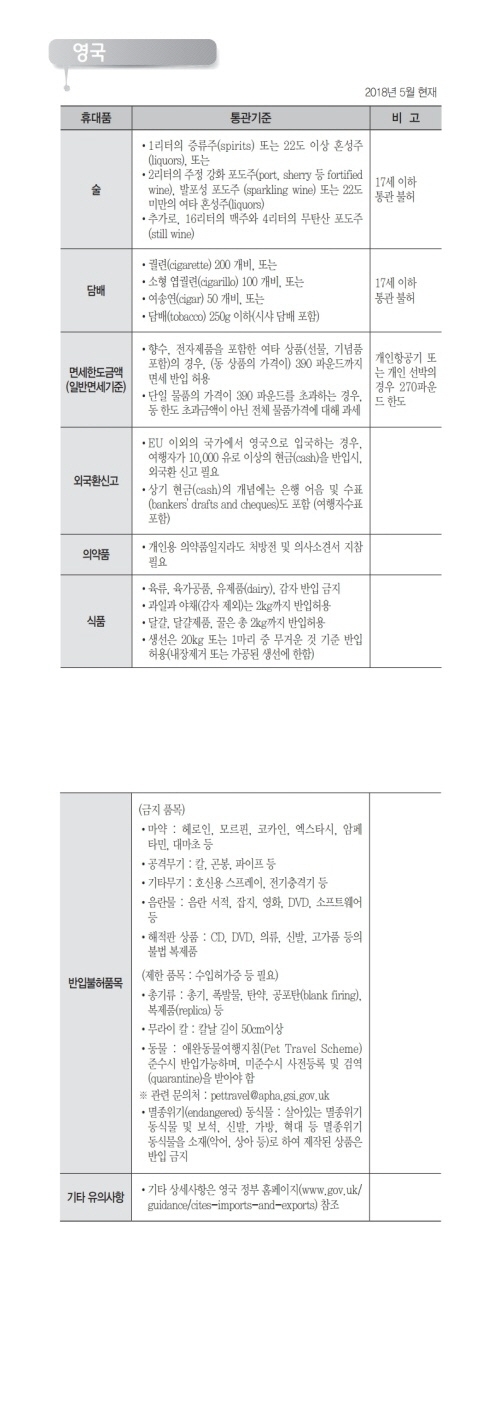 영국
2018년 5월 현재
휴대품 통관기준 비 고
술
•1리터의 증류주(spirits) 또는 22도 이상 혼성주
(liquors), 또는
•2리터의 주정 강화 포도주(port, sherry 등 fortified
wine), 발포성 포도주 (sparkling wine) 또는 22도
미만의 여타 혼성주(liquors)
•추가로, 16리터의 맥주와 4리터의 무탄산 포도주
(still wine)
17세 이하
통관 불허
담배
•궐련(cigarette) 200 개비, 또는
•소형 엽궐련(cigarillo) 100 개비, 또는
•여송연(cigar) 50 개비, 또는
•담배(tobacco) 250g 이하(시샤 담배 포함)
17세 이하
통관 불허
면세한도금액
(일반면세기준)
•향수, 전자제품을 포함한 여타 상품(선물, 기념품
포함)의 경우, (동 상품의 가격이) 390 파운드까지
면세 반입 허용
•단일 물품의 가격이 390 파운드를 초과하는 경우,
동 한도 초과금액이 아닌 전체 물품가격에 대해 과세
개인항공기 또
는 개인 선박의
경우 270파운
드 한도
외국환신고
•EU 이외의 국가에서 영국으로 입국하는 경우,
여행자가 10,000 유로 이상의 현금(cash)을 반입시,
외국환 신고 필요
•상기 현금(cash)의 개념에는 은행 어음 및 수표
(bankers' drafts and cheques)도 포함 (여행자수표
포함)
의약품
•개인용 의약품일지라도 처방전 및 의사소견서 지참
필요
식품
•육류, 육가공품, 유제품(dairy), 감자 반입 금지
•과일과 야채(감자 제외)는 2kg까지 반입허용
•달걀, 달걀제품, 꿀은 총 2kg까지 반입허용
•생선은 20kg 또는 1마리 중 무거운 것 기준 반입
허용(내장제거 또는 가공된 생선에 한함)
반입불허품목
(금지 품목)
•마약 : 헤로인, 모르핀, 코카인, 엑스타시, 암페
타민, 대마초 등
•공격무기 : 칼, 곤봉, 파이프 등
•기타무기 : 호신용 스프레이, 전기충격기 등
•음란물 : 음란 서적, 잡지, 영화, DVD, 소프트웨어
등
•해적판 상품 : CD, DVD, 의류, 신발, 고가품 등의
불법 복제품
(제한 품목 : 수입허가증 등 필요)
•총기류 : 총기, 폭발물, 탄약, 공포탄(blank firing),
복제품(replica) 등
•무라이 칼 : 칼날 길이 50cm이상
•동물 : 애완동물여행지침(Pet Travel Scheme)
준수시 반입가능하며, 미준수시 사전등록 및 검역
(quarantine)을 받아야 함
※ 관련 문의처 : pettravel@apha.gsi.gov.uk
•멸종위기(endangered) 동식물 : 살아있는 멸종위기
동식물 및 보석, 신발, 가방, 혁대 등 멸종위기
동식물을 소재(악어, 상아 등)로 하여 제작된 상품은
반입 금지
기타 유의사항
•기타 상세사항은 영국 정부 홈페이지(www.gov.uk/
guidance/cites-imports-and-exports) 참조